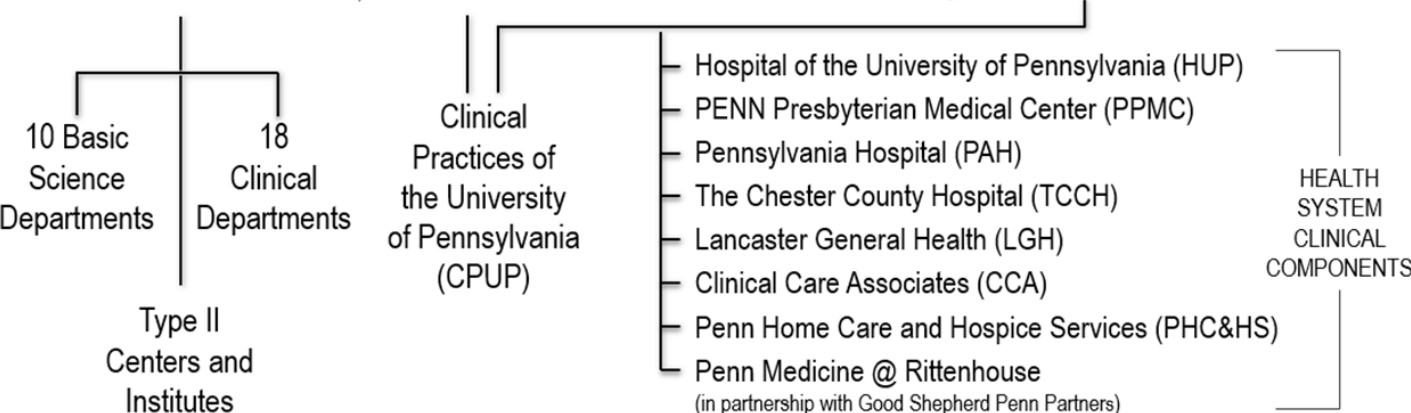 10 Basic
Science
Departments
18
Clinical
Departments
Type II
Centers and
Institutes
Clinical
Practices of
the University
of Pennsylvania
(CPUP)
Hospital of the University of Pennsylvania (HUP)
PENN Presbyterian Medical Center (PPMC)
Pennsylvania Hospital (PAH)
The Chester County Hospital (TCCH)
Lancaster General Health (LGH)
Clinical Care Associates (CCA)
Penn Home Care and Hospice Services (PHC&HS)
Penn Medicine @ Rittenhouse
(in partnership with Good Shepherd Penn Partners)
HEALTH
SYSTEM
CLINICAL
COMPONENTS